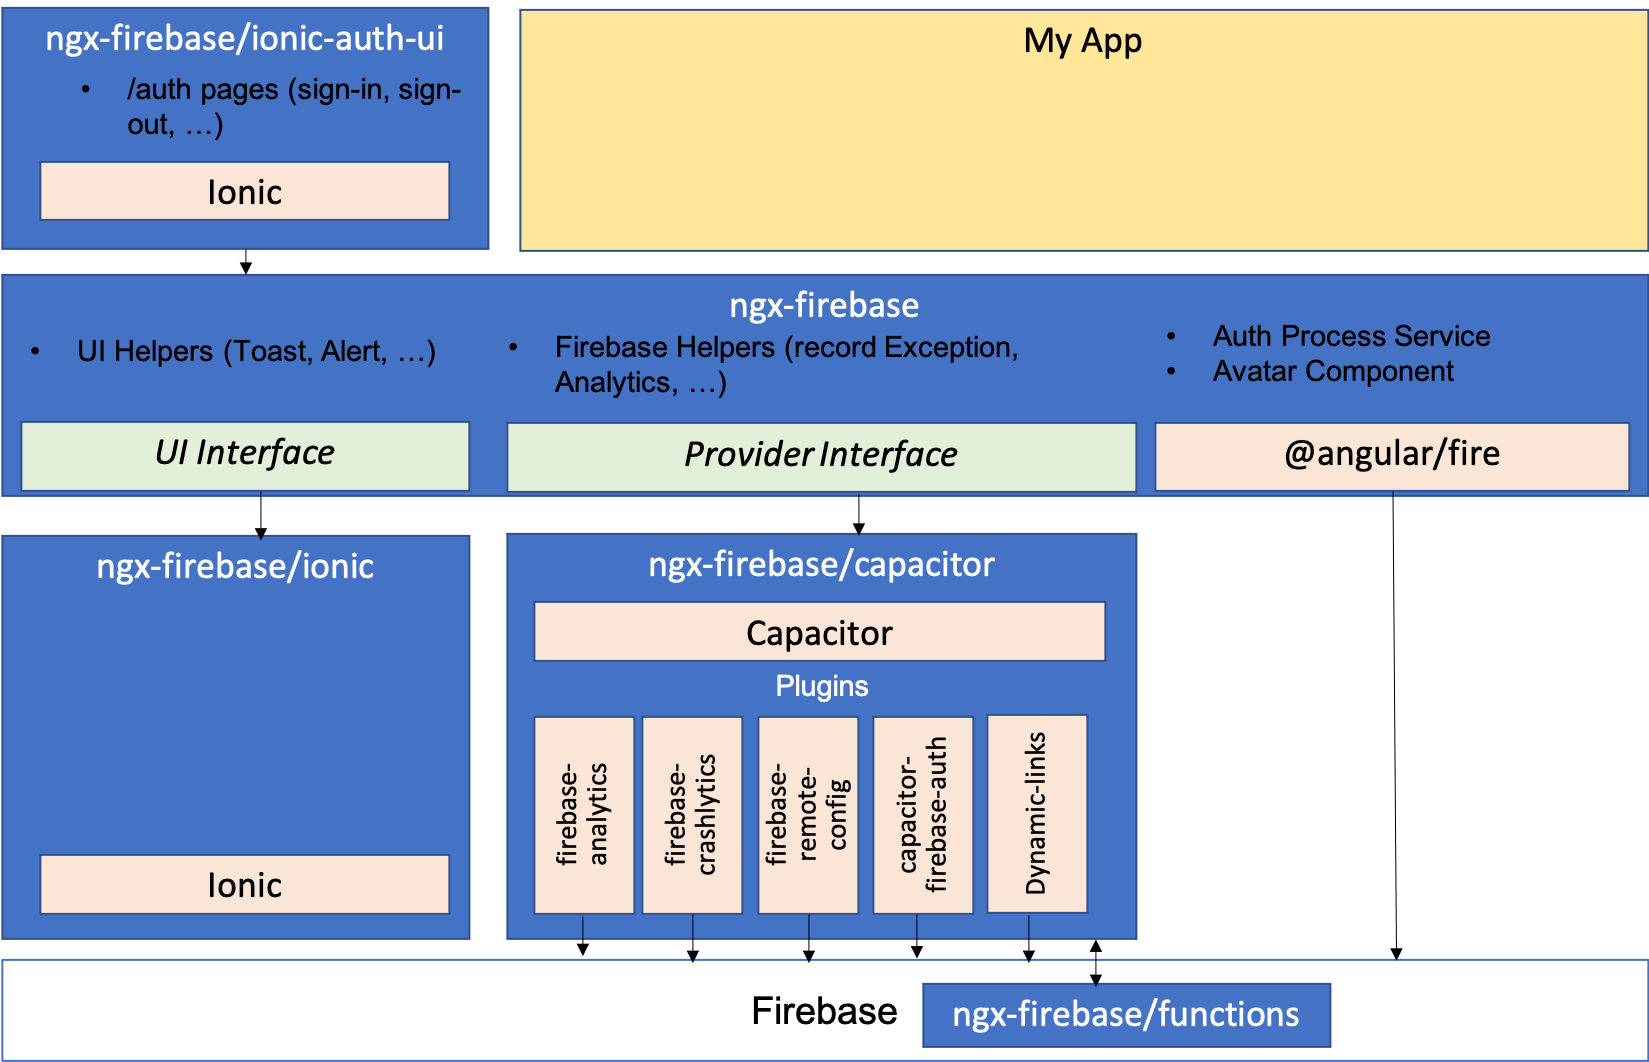 ngx-firebase/ionic-auth-ui
• /auth pages (sign-in, sign-
out, …)
Ionic
My App
ngx-firebase
• UI Helpers (Toast, Alert, …)
• Firebase Helpers (record Exception,
Analytics, …)
• Auth Process Service
• Avatar Component
UI Interface
Provider Interface
@angular/fire
ngx-firebase/ionic
Ionic
ngx-firebase/capacitor
Capacitor
Plugins
firebase-
analytics
firebase-
crashlytics
firebase-
remote-
config
capacitor-
firebase-auth
Dynamic-links
Firebase
ngx-firebase/functions